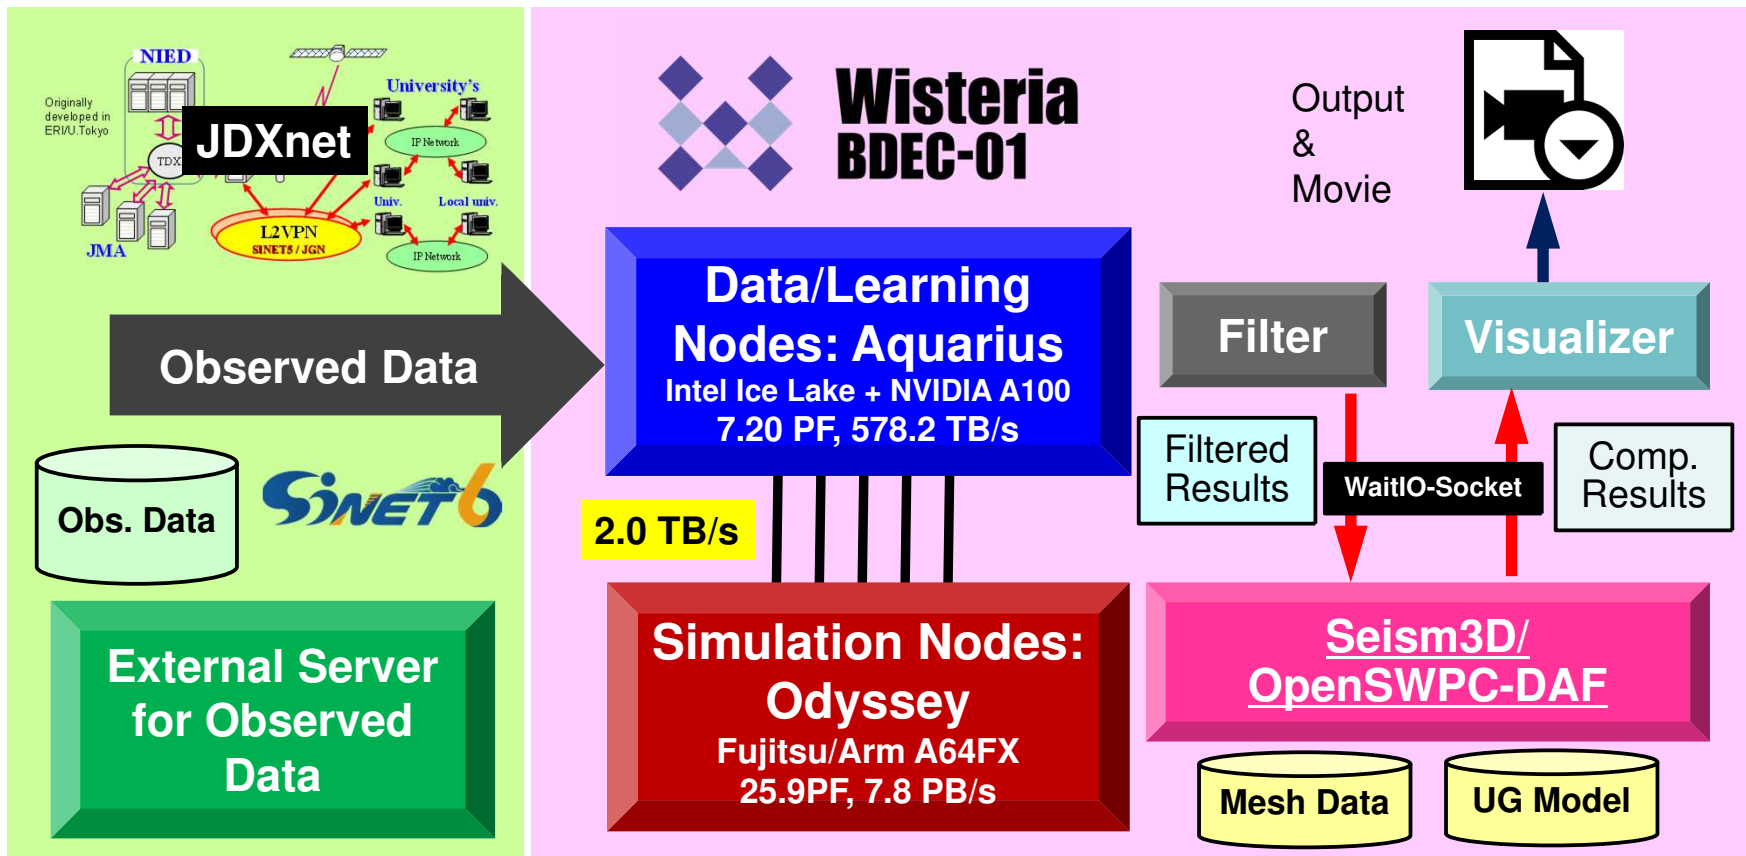 NIED
Originally
developed in
ERI/U.Tokyo
JDXnet
TDX
University's
IP Network
Univ.
Local univ.
L2VPN
SINET5 / JGN
IP Network
JMA
Observed Data
Obs. Data
SINET6
External Server
for Observed
Data
Wisteria
BDEC-01
Data/Learning
Nodes: Aquarius
Intel Ice Lake + NVIDIA A100
7.20 PF, 578.2 TB/s
2.0 TB/s
Simulation Nodes:
Odyssey
Fujitsu/Arm A64FX
25.9PF, 7.8 PB/s
Output
&
Movie
Filter
Visualizer
Filtered
Results
WaitIO-Socket
Comp.
Results
Seism3D/
OpenSWPC-DAF
Mesh Data
UG Model